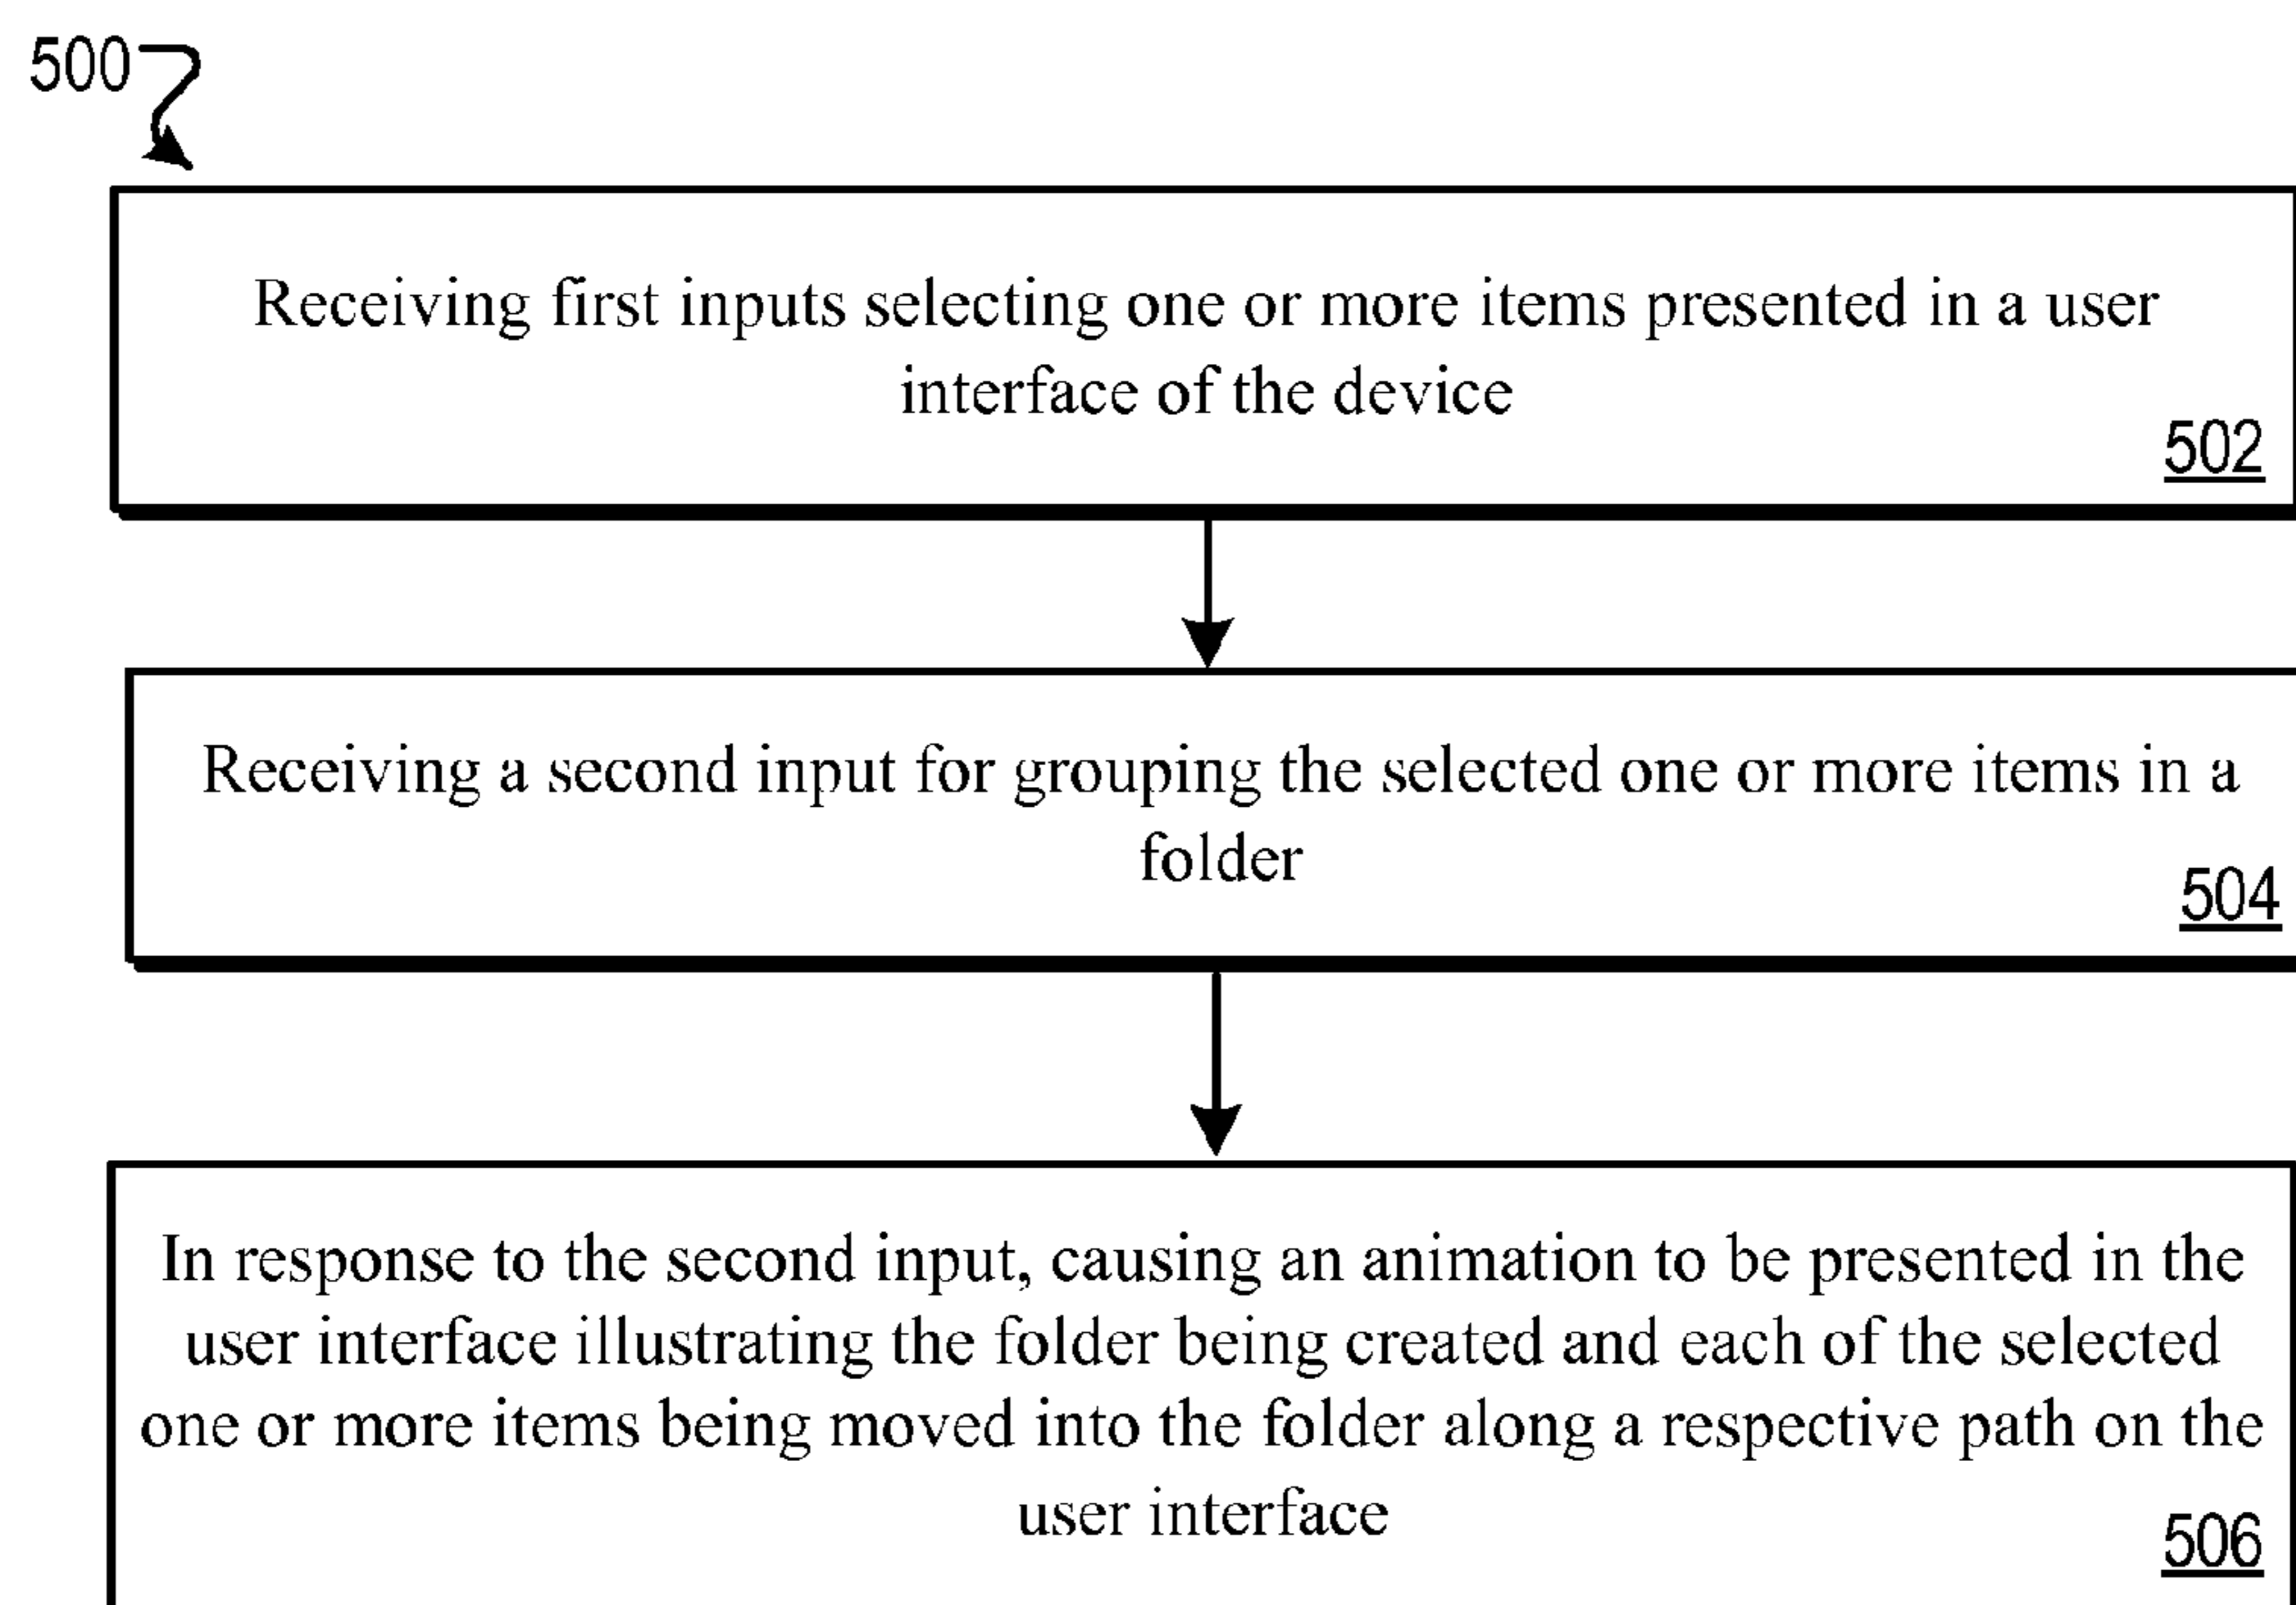 500
Receiving first inputs selecting one or more items presented in a user
interface of the device
502
Receiving a second input for grouping the selected one or more items in a
folder
504
In response to the second input, causing an animation to be presented in the
user interface illustrating the folder being created and each of the selected
one or more items being moved into the folder along a respective path on the
user interface
506